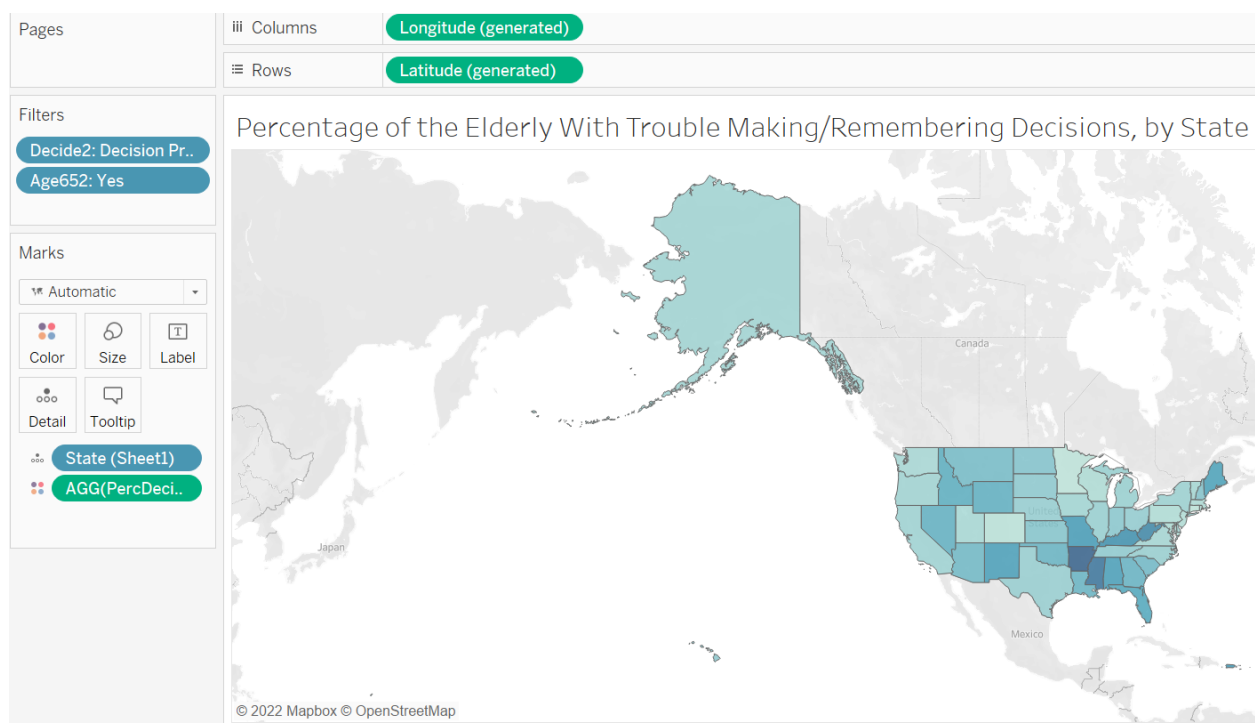 Pages
Columns
Longitude (generated)
Rows
Latitude (generated)
Filters
Decide2: Decision Pr..
Age652: Yes
Percentage of the Elderly With Trouble Making/Remembering Decisions, by State
Marks
Automatic
Color
Size
T
Label
Detail
Tooltip
State (Sheet1)
AGG(PercDeci..
Canada
United
States
Japan
Mexico
© 2022 Mapbox © OpenStreetMap